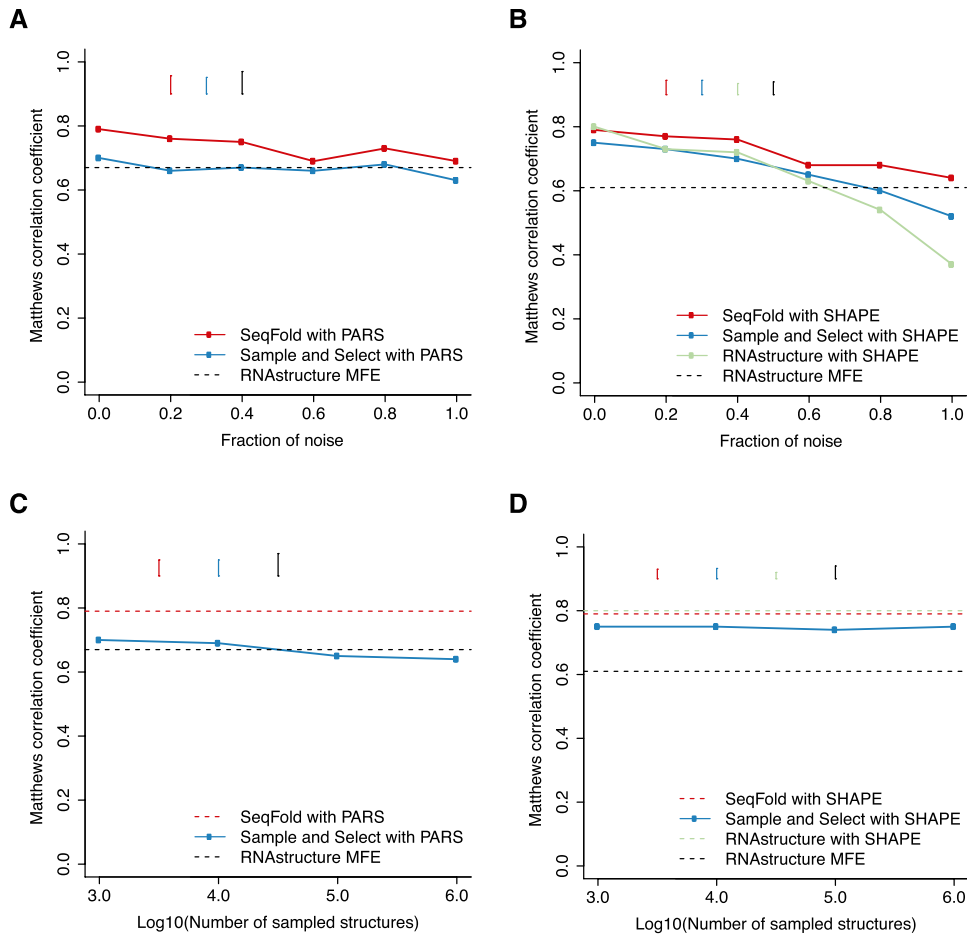 A
Matthews correlation coefficient
1.0
0.8
0.6
0.4
0.2
0.0
SeqFold with PARS
Sample and Select with PARS
RNAstructure MFE
0.0 0.2 0.4 0.6 0.8 1.0
Fraction of noise
B
Matthews correlation coefficient
1.0
0.8
0.6
0.4
0.2
0.0
SeqFold with SHAPE
Sample and Select with SHAPE
RNAstructure with SHAPE
RNAstructure MFE
0.0 0.2 0.4 0.6 0.8 1.0
Fraction of noise
C
Matthews correlation coefficient
1.0
0.8
0.6
0.4
0.2
0.0
SeqFold with PARS
Sample and Select with PARS
RNAstructure MFE
3.0 4.0 5.0 6.0
Log10(Number of sampled structures)
D
Matthews correlation coefficient
1.0
0.8
0.6
0.4
0.2
0.0
SeqFold with SHAPE
Sample and Select with SHAPE
RNAstructure with SHAPE
RNAstructure MFE
3.0 4.0 5.0 6.0
Log10(Number of sampled structures)